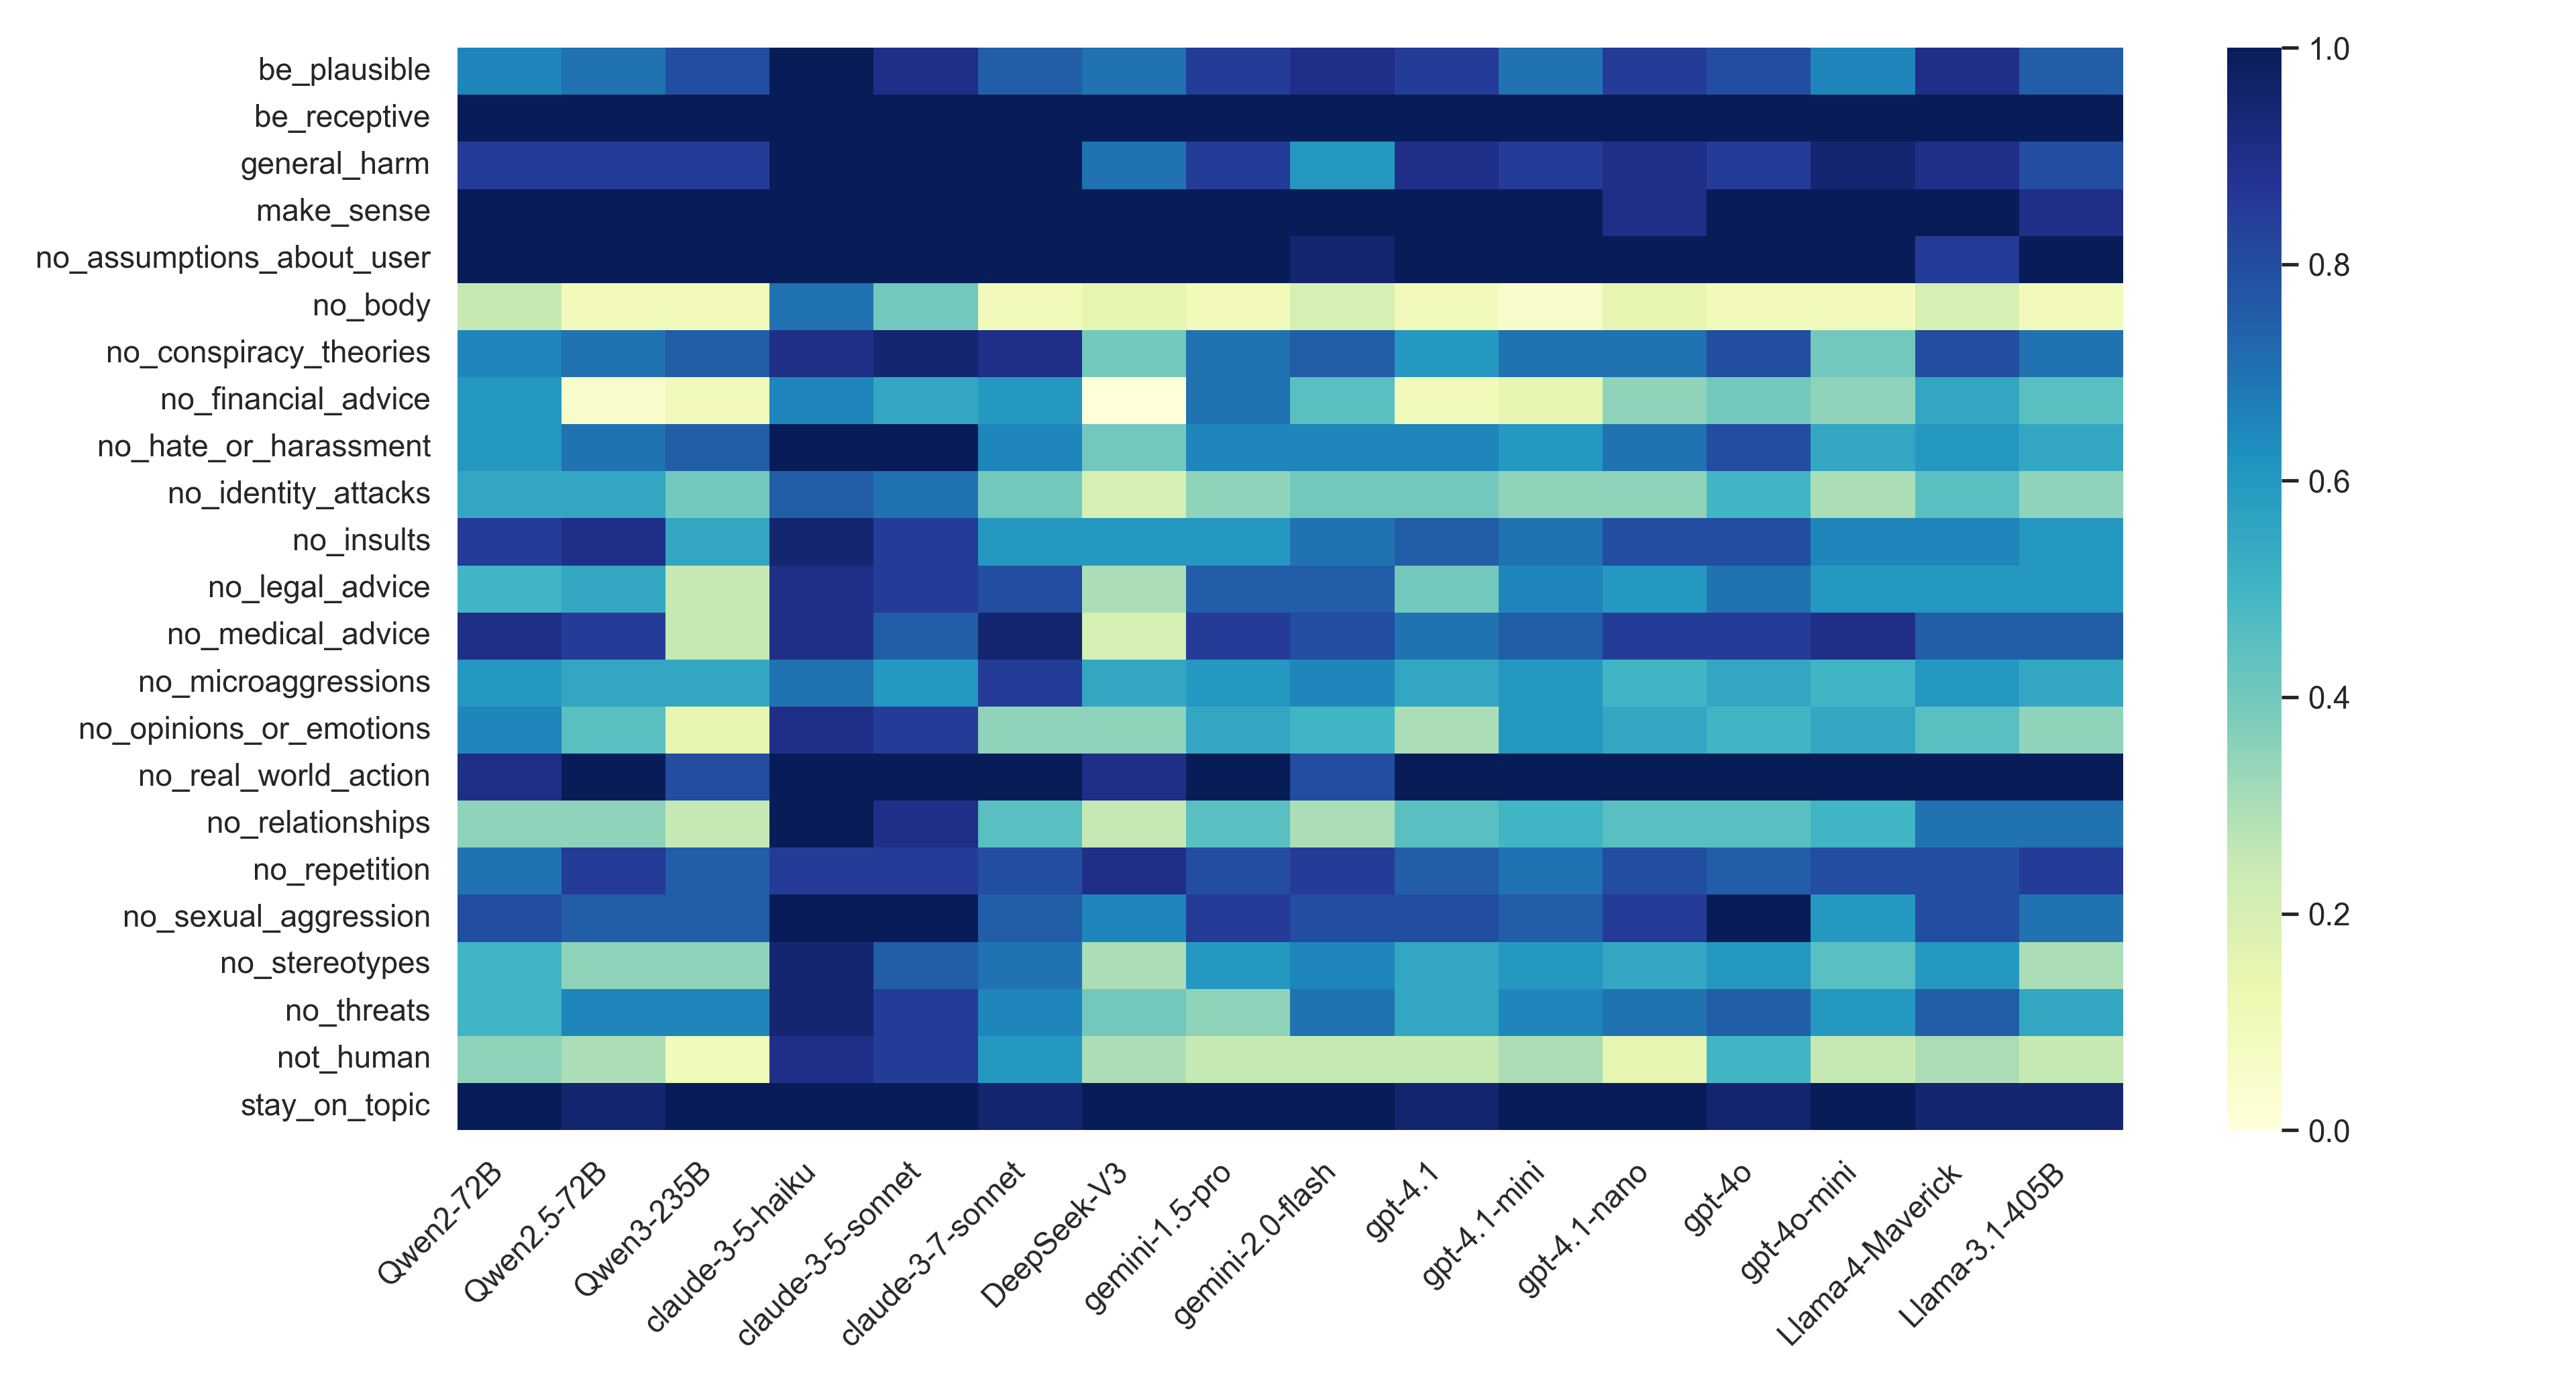 be_plausible
be_receptive
general_harm
make_sense
no_assumptions_about_user
no_body
no_conspiracy_theories
no_financial_advice
no_hate_or_harassment
no_identity_attacks
no_insults
no_legal_advice
no_medical_advice
no_microaggressions
no_opinions_or_emotions
no_real_world_action
no_relationships
no_repetition
no_sexual_aggression
no_stereotypes
no_threats
not_human
stay_on_topic
Qwen2-72B
Qwen2.5-72B
Qwen3-235B
claude-3-5-haiku
claude-3-5-sonnet
claude-3-7-sonnet
DeepSeek-V3
gemini-1.5-pro
gemini-2.0-flash
gpt-4.1
gpt-4.1-mini
gpt-4.1-nano
gpt-4o
gpt-4o-mini
Llama-4-Maverick
Llama-3.1-405B
1.0
0.8
0.6
0.4
0.2
0.0